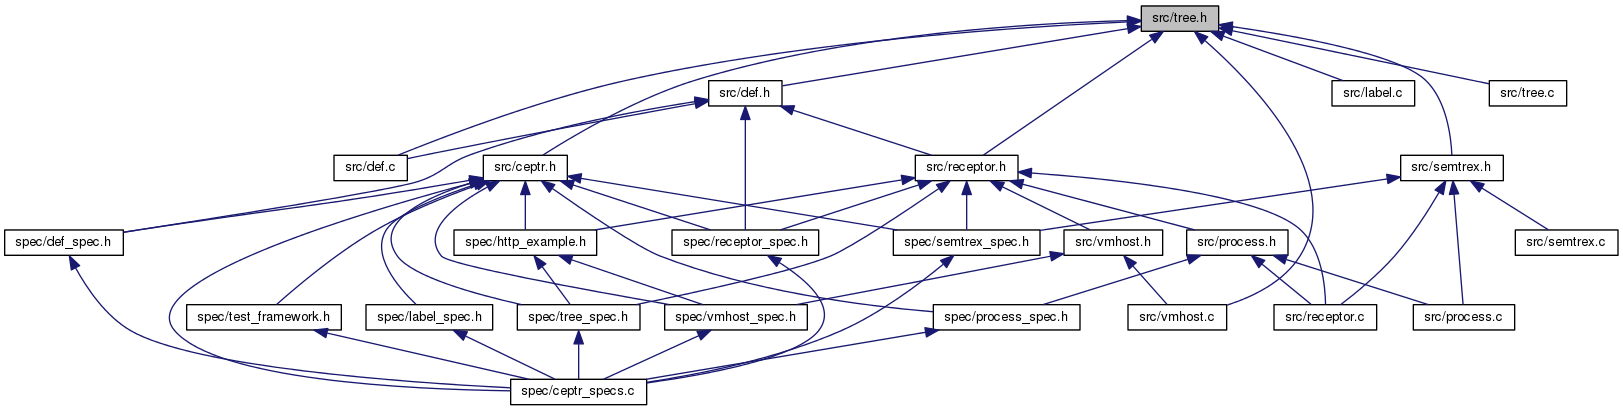 src/tree.h
src/def.h
src/label.c
src/tree.c
src/def.c
src/ceptr.h
src/receptor.h
src/semtrex.h
spec/def_spec.h
spec/http_example.h
spec/receptor_spec.h
spec/semtrex_spec.h
src/vmhost.h
src/process.h
src/semtrex.c
spec/test_framework.h
spec/label_spec.h
spec/tree_spec.h
spec/vmhost_spec.h
spec/process_spec.h
src/vmhost.c
src/receptor.c
src/process.c
spec/ceptr_specs.c